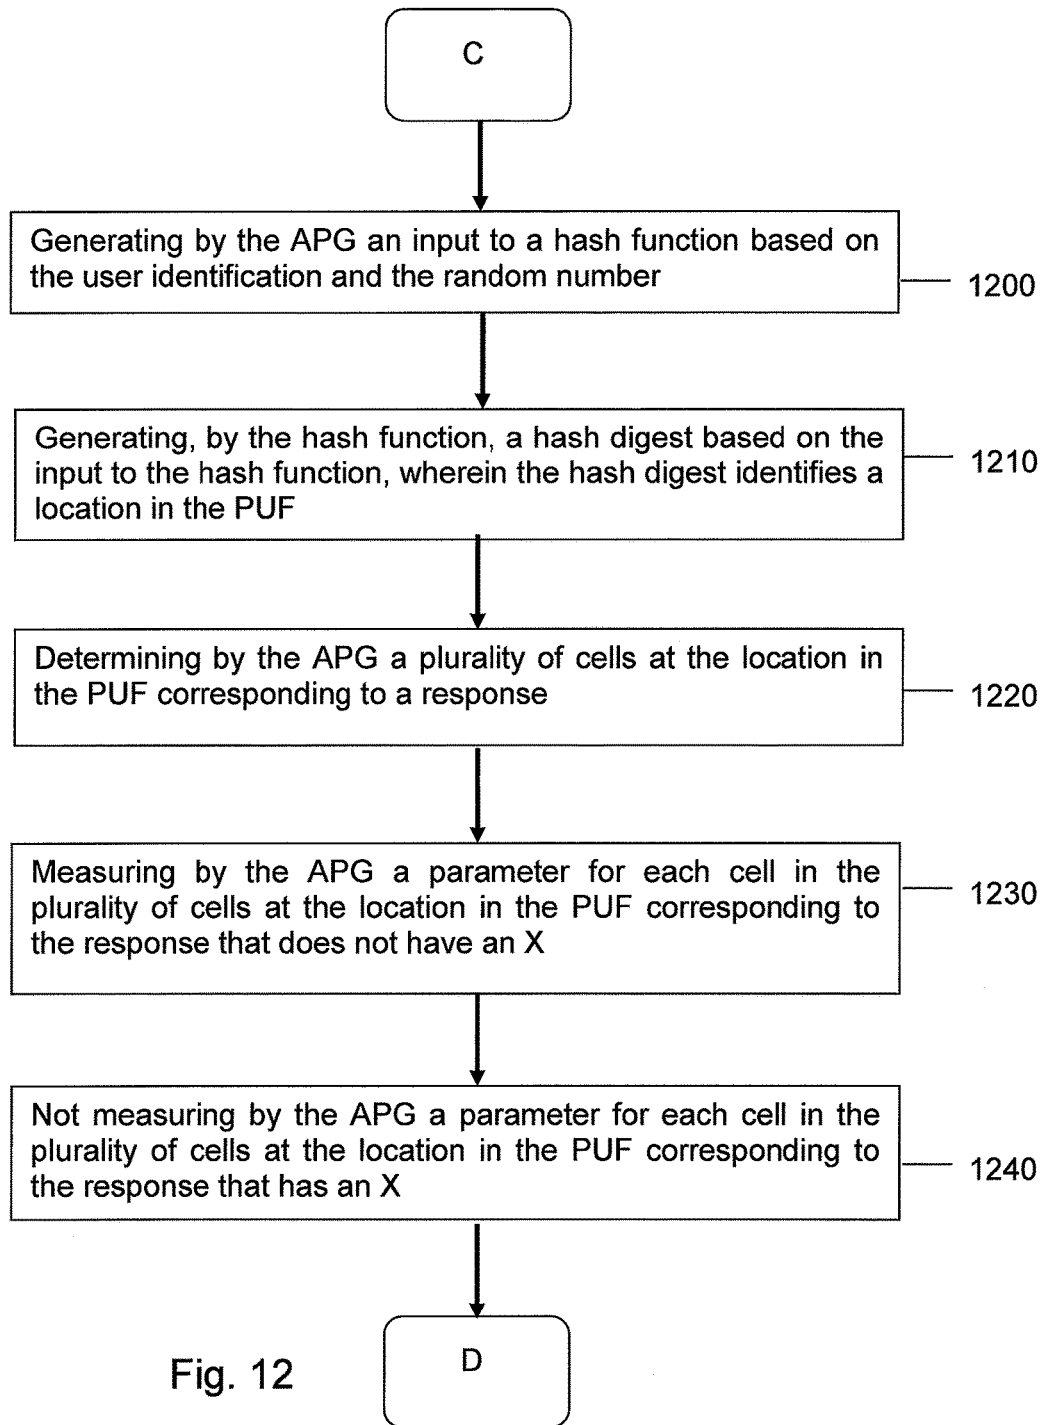 C
Generating by the APG an input to a hash function based on
the user identification and the random number
1200
Generating, by the hash function, a hash digest based on the
input to the hash function, wherein the hash digest identifies a
location in the PUF
1210
Determining by the APG a plurality of cells at the location in
the PUF corresponding to a response
1220
Measuring by the APG a parameter for each cell in the
plurality of cells at the location in the PUF corresponding to
the response that does not have an X
1230
Not measuring by the APG a parameter for each cell in the
plurality of cells at the location in the PUF corresponding to
the response that has an X
1240
D
Fig. 12